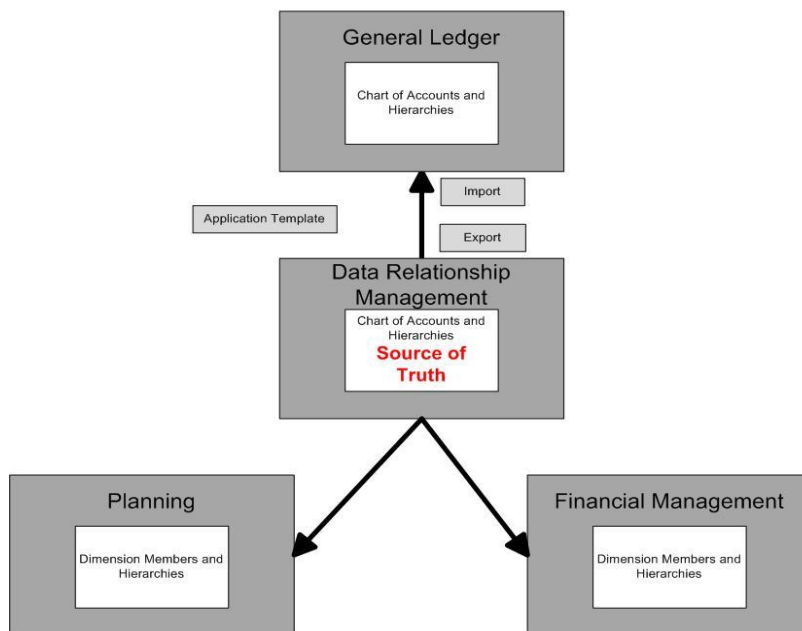 General Ledger
Chart of Accounts and
Hierarchies
Import
Application Template
Export
Data Relationship
Management
Chart of Accounts and
Hierarchies
Source of
Truth
Planning
Financial Management
Dimension Members and
Hierarchies
Dimension Members and
Hierarchies